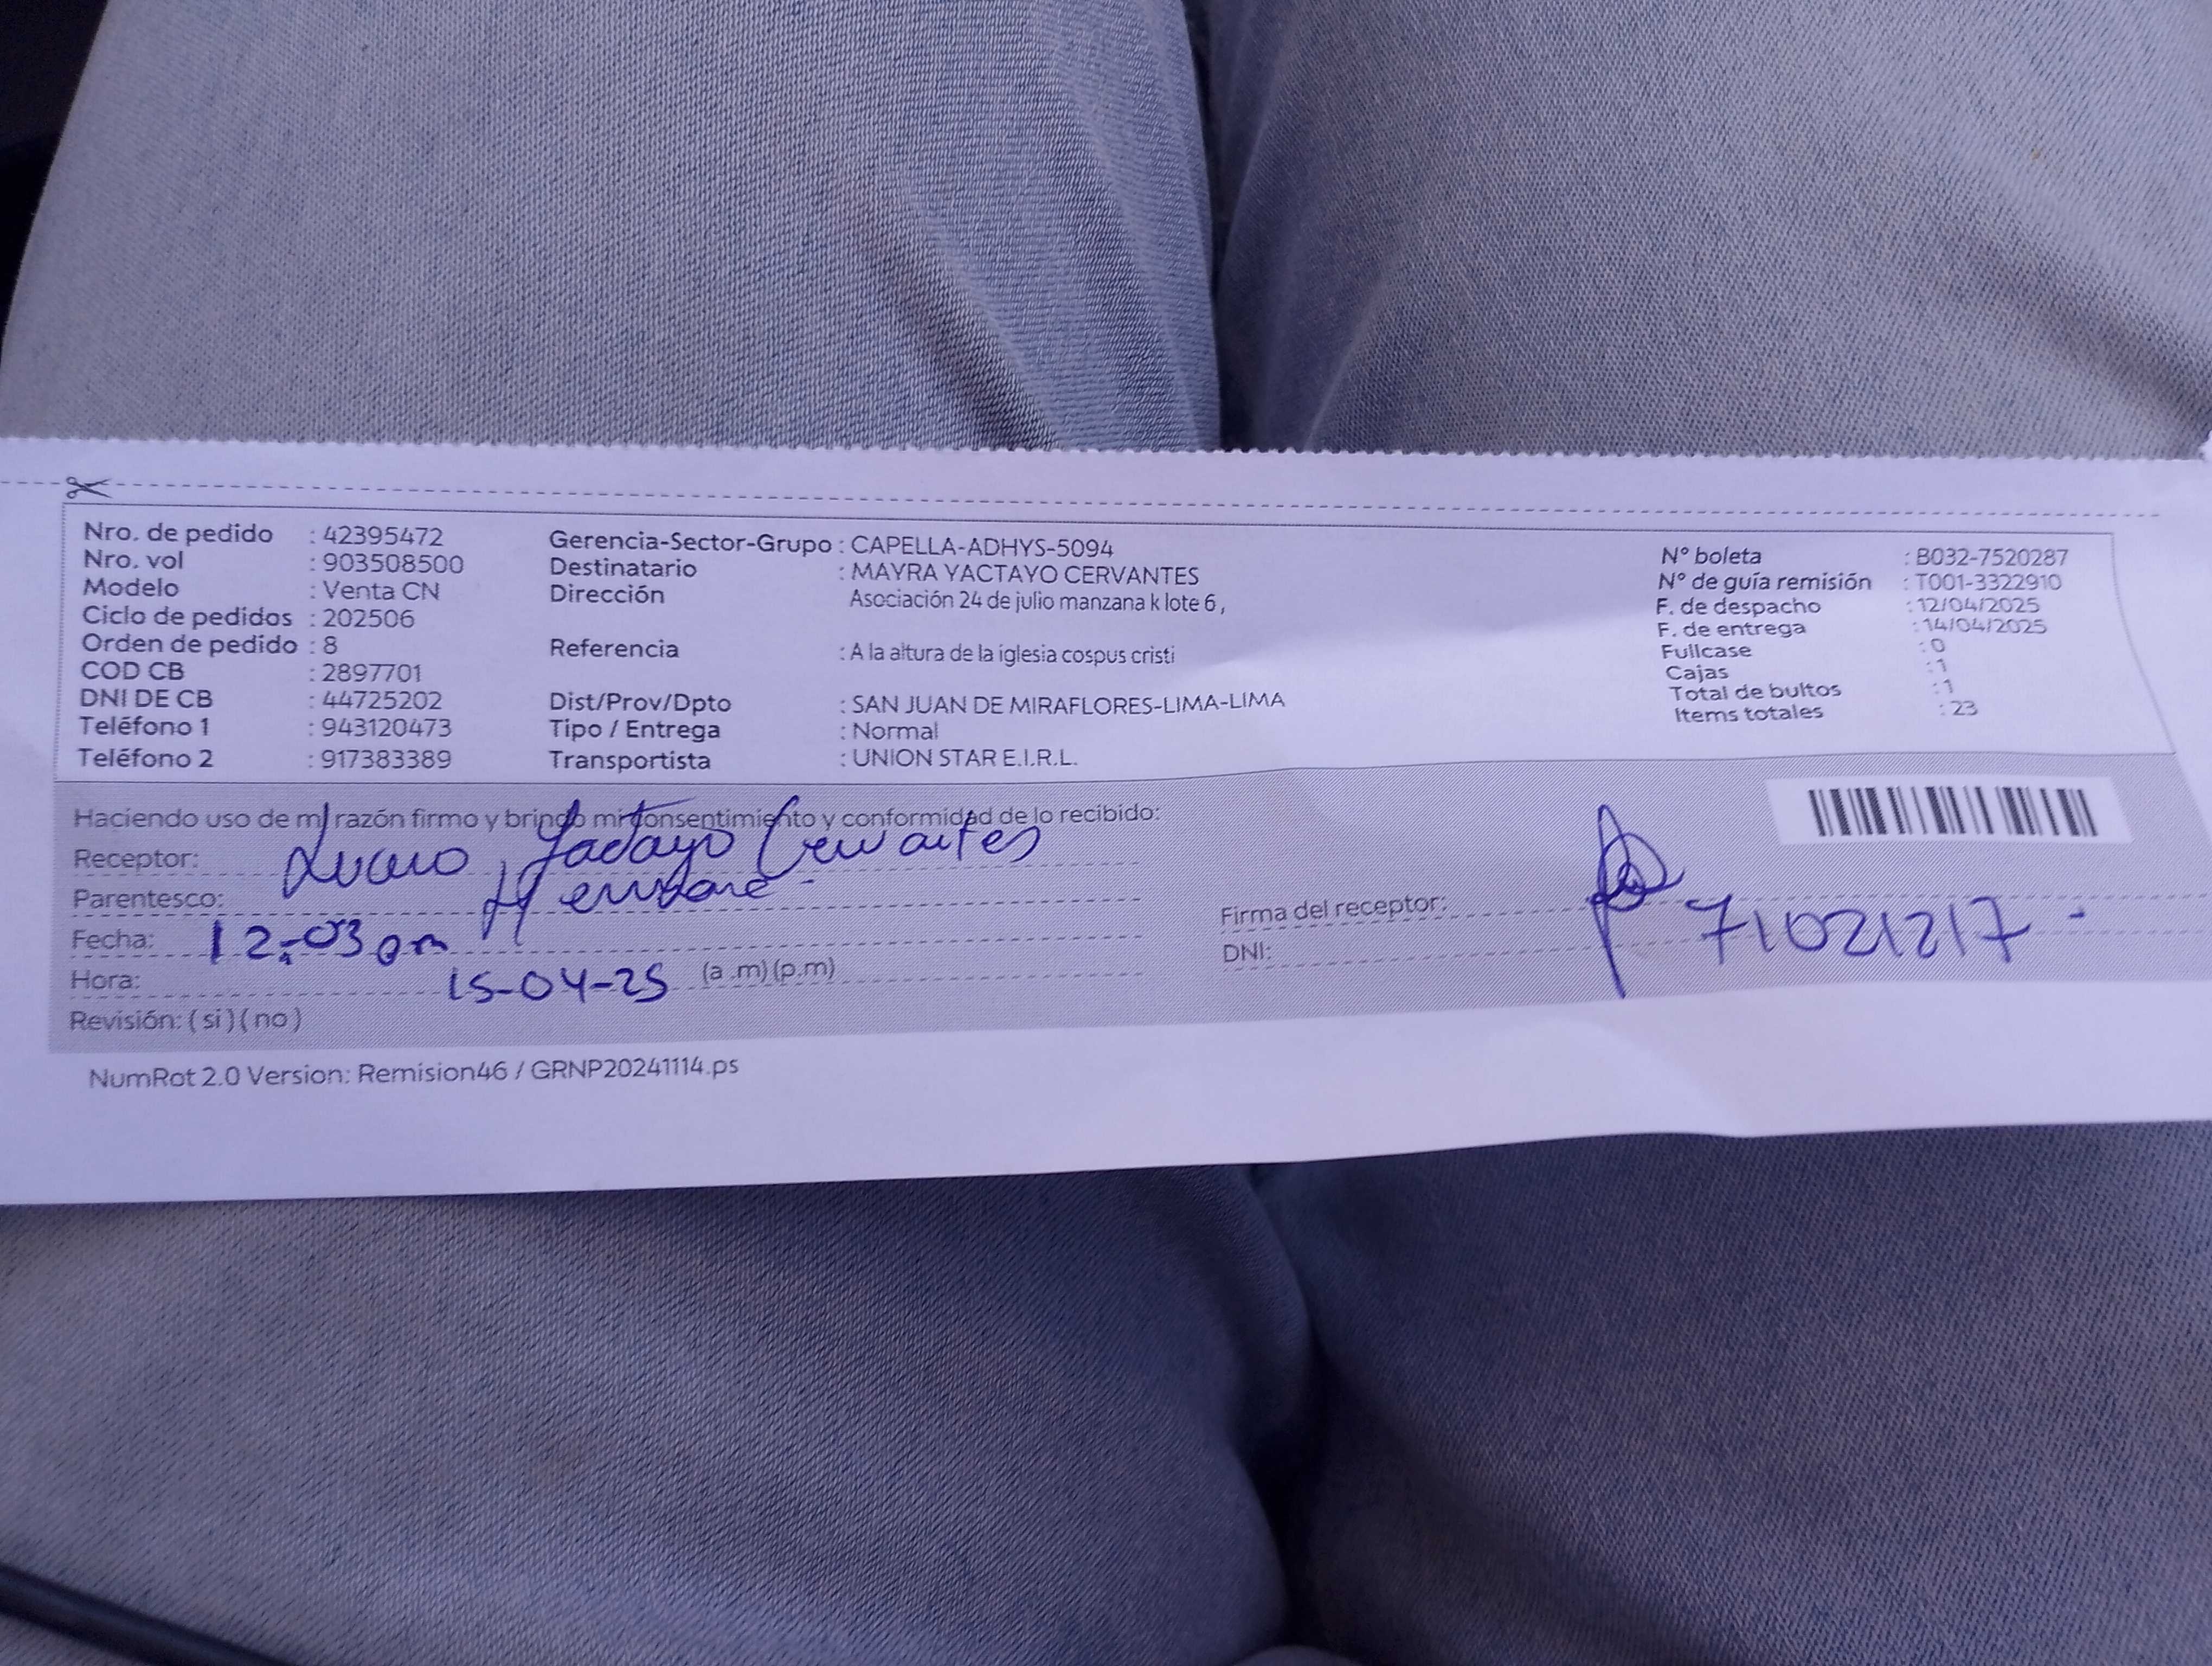 Nro. de pedido : 42395472
Nro. vol : 903508500
Modelo : Venta CN
Ciclo de pedidos : 202506
Orden de pedido : 8
COD CB : 2897701
DNI DE CB : 44725202
Teléfono 1 : 943120473
Teléfono 2 : 917383389
Gerencia-Sector-Grupo : CAPELLA-ADHYS-5094
Destinatario : MAYRA YACTAYO CERVANTES
Dirección Asociación 24 de julio manzana k lote 6 ,
Referencia : A la altura de la iglesia cospus cristi
Dist/Prov/Dpto : SAN JUAN DE MIRAFLORES-LIMA-LIMA
Tipo / Entrega : Normal
Transportista : UNION STAR E.I.R.L.
N° boleta : B032-7520287
N° de guía remisión : T001-3322910
F. de despacho : 12/04/2025
F. de entrega : 14/04/2025
Fullcase : 0
Cajas : 1
Total de bultos : 1
Items totales : 23
Haciendo uso de mi razón firmo y brindo mi consentimiento y conformidad de lo recibido:
Receptor: Cervantes
Parentesco:
Fecha: 12:03 pm
Hora: 15-04-25 (a .m) (p.m)
Revisión: ( si ) ( no )
Firma del receptor:
DNI: 71021217 -
NumRot 2.0 Version: Remision46 / GRNP20241114.ps